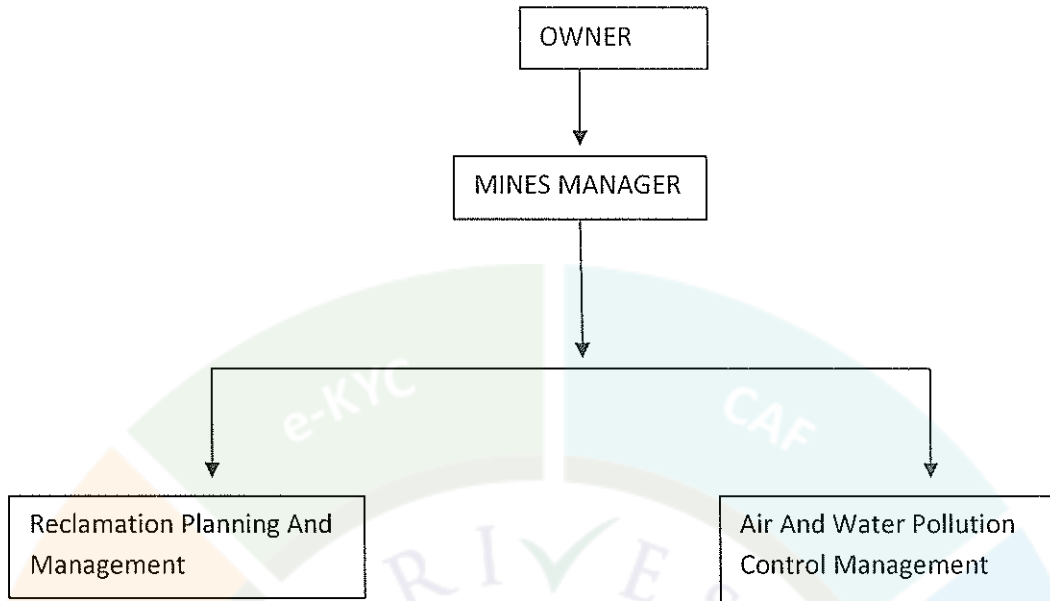 OWNER
MINES MANAGER
e-KYC
CAF
Reclamation Planning And
Management
Air And Water Pollution
Control Management
R I ✓ E S